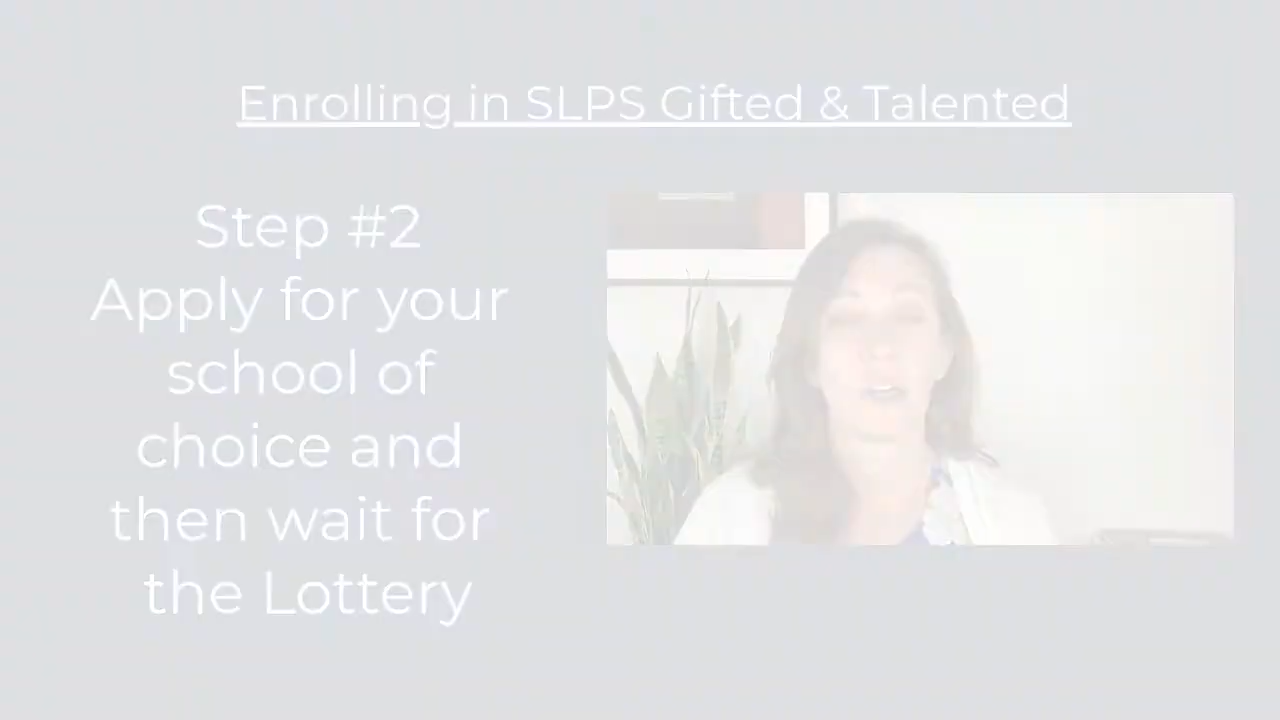 Enrolling in SLPS Gifted & Talented
Step #2
Apply for your
school of
choice and
then wait for
the Lottery